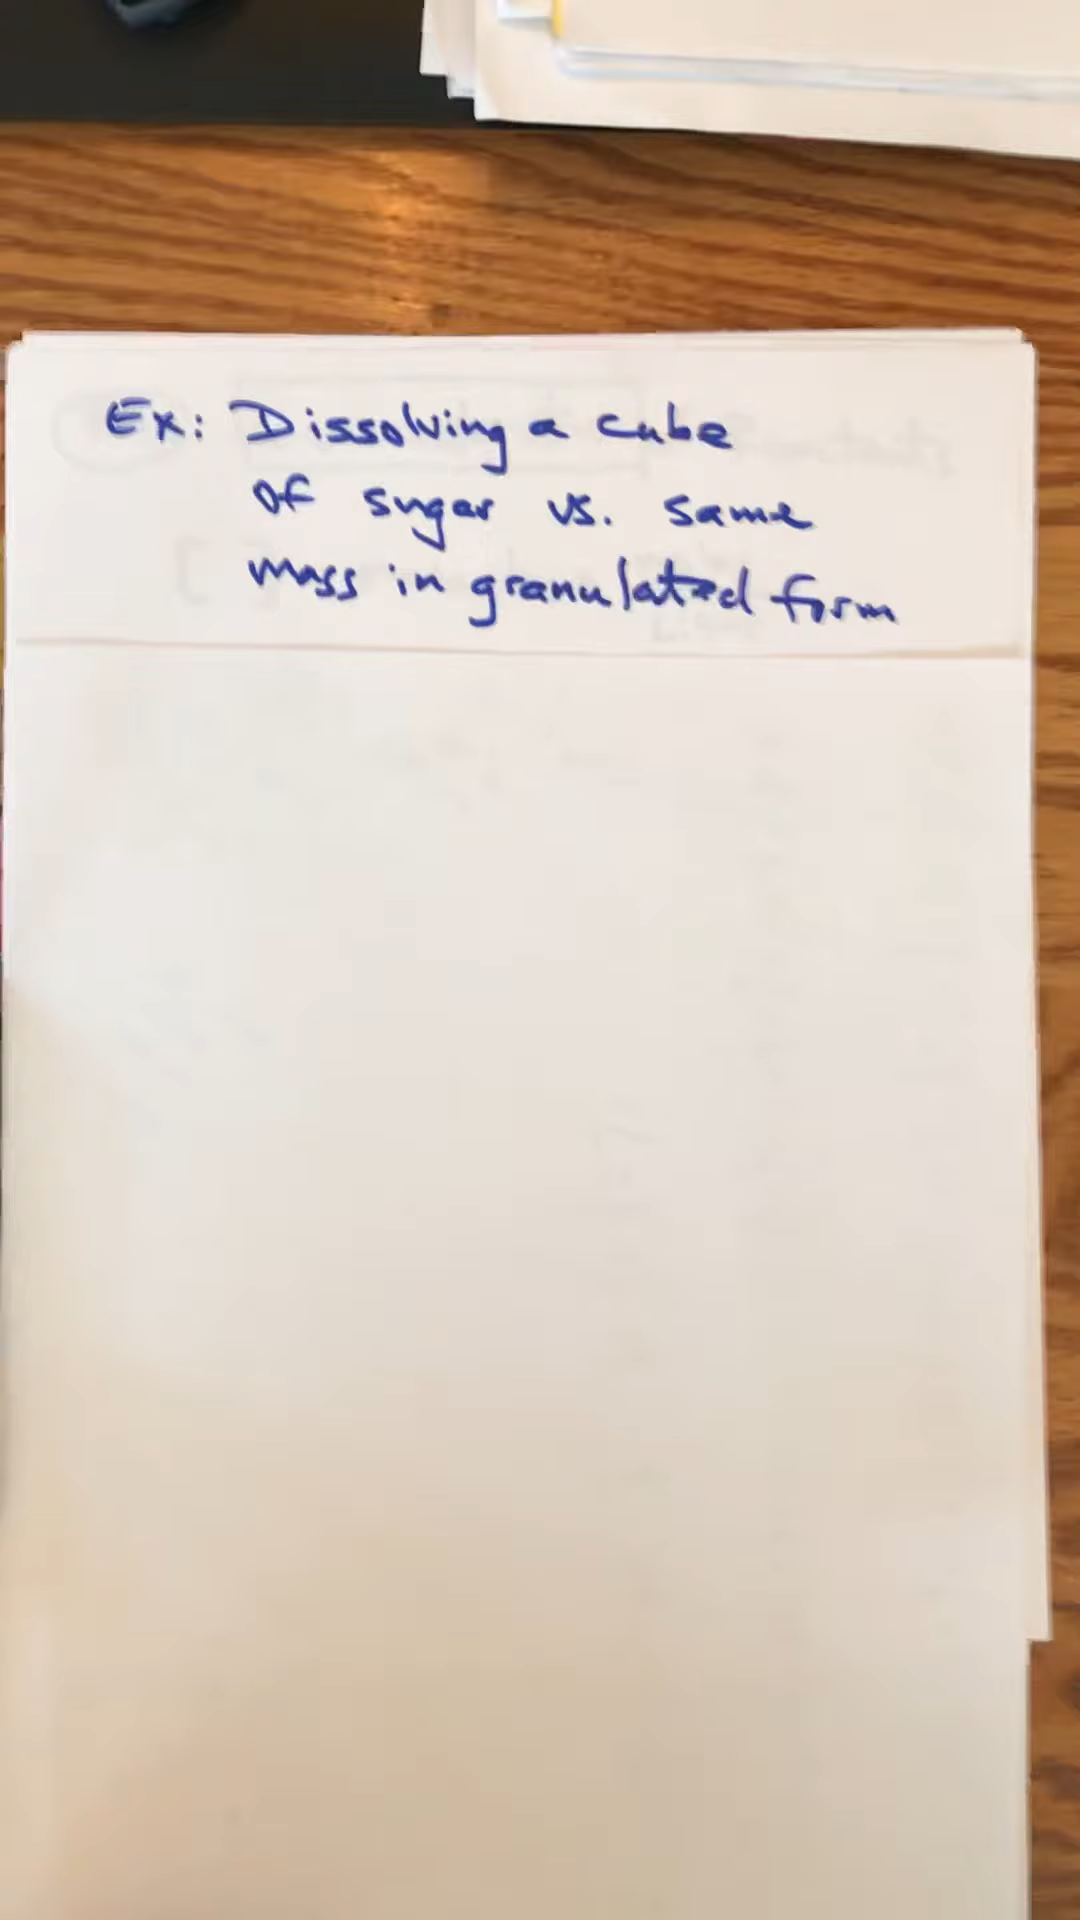 Ex: Dissolving a cube
of sugar vs. same
mass in granulated form